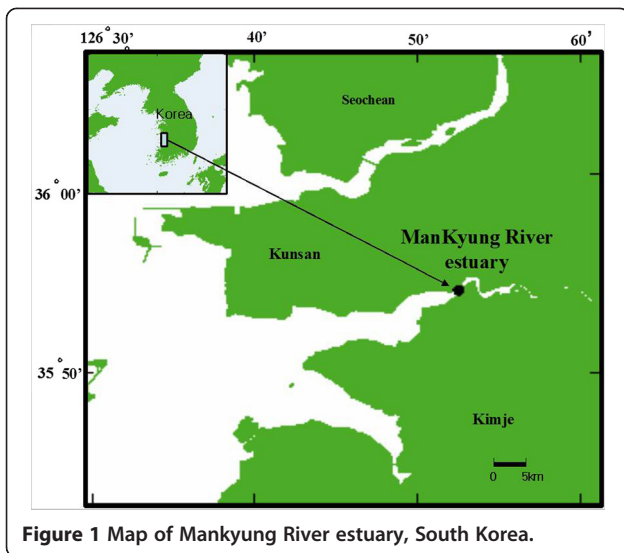 126° 30' 40' 50' 60'
Korea
Seochean
36° 00'
ManKyung River
estuary
Kunsan
35° 50'
Kimje
0 5km
Figure 1 Map of Mankyung River estuary, South Korea.